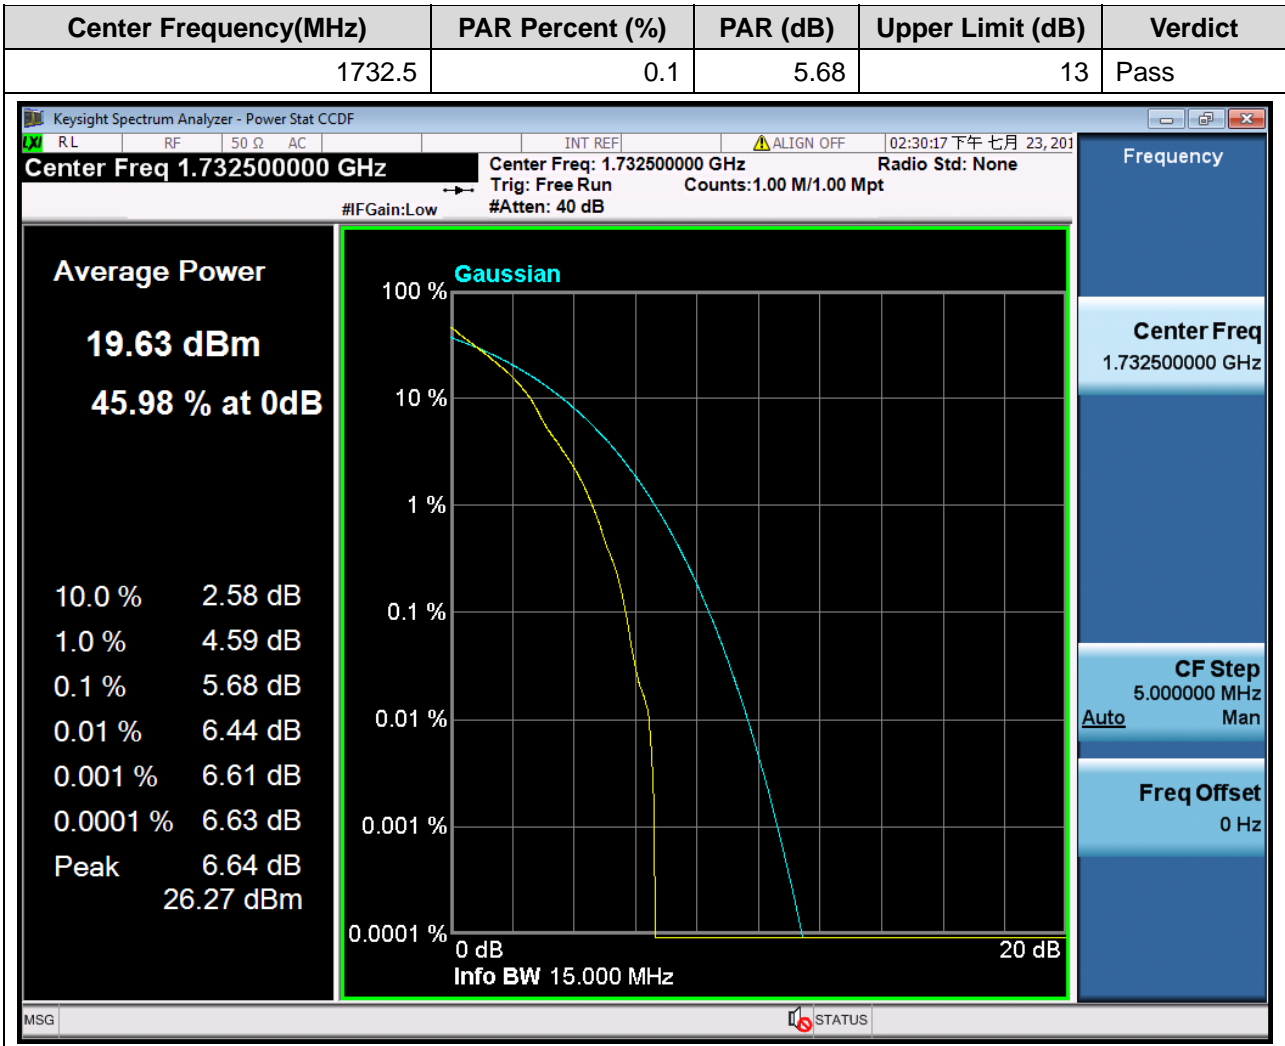 Center Frequency(MHz) PAR Percent (%) PAR (dB) Upper Limit (dB) Verdict
1732.5 0.1 5.68 13 Pass
Keysight Spectrum Analyzer - Power Stat CCDF
LXI RL RF 50 Ω AC INT REF ALIGN OFF 02:30:17 下午 七月 23, 201
Center Freq 1.732500000 GHz
Center Freq: 1.732500000 GHz Radio Std: None
Trig: Free Run Counts:1.00 M/1.00 Mpt
#IFGain:Low #Atten: 40 dB
Average Power
19.63 dBm
45.98 % at 0dB
10.0 % 2.58 dB
1.0 % 4.59 dB
0.1 % 5.68 dB
0.01 % 6.44 dB
0.001 % 6.61 dB
0.0001 % 6.63 dB
Peak 6.64 dB
26.27 dBm
Gaussian
100 %
10 %
1 %
0.1 %
0.01 %
0.001 %
0.0001 %
0 dB 20 dB
Info BW 15.000 MHz
Frequency
Center Freq
1.732500000 GHz
CF Step
5.000000 MHz
Auto Man
Freq Offset
0 Hz
MSG STATUS